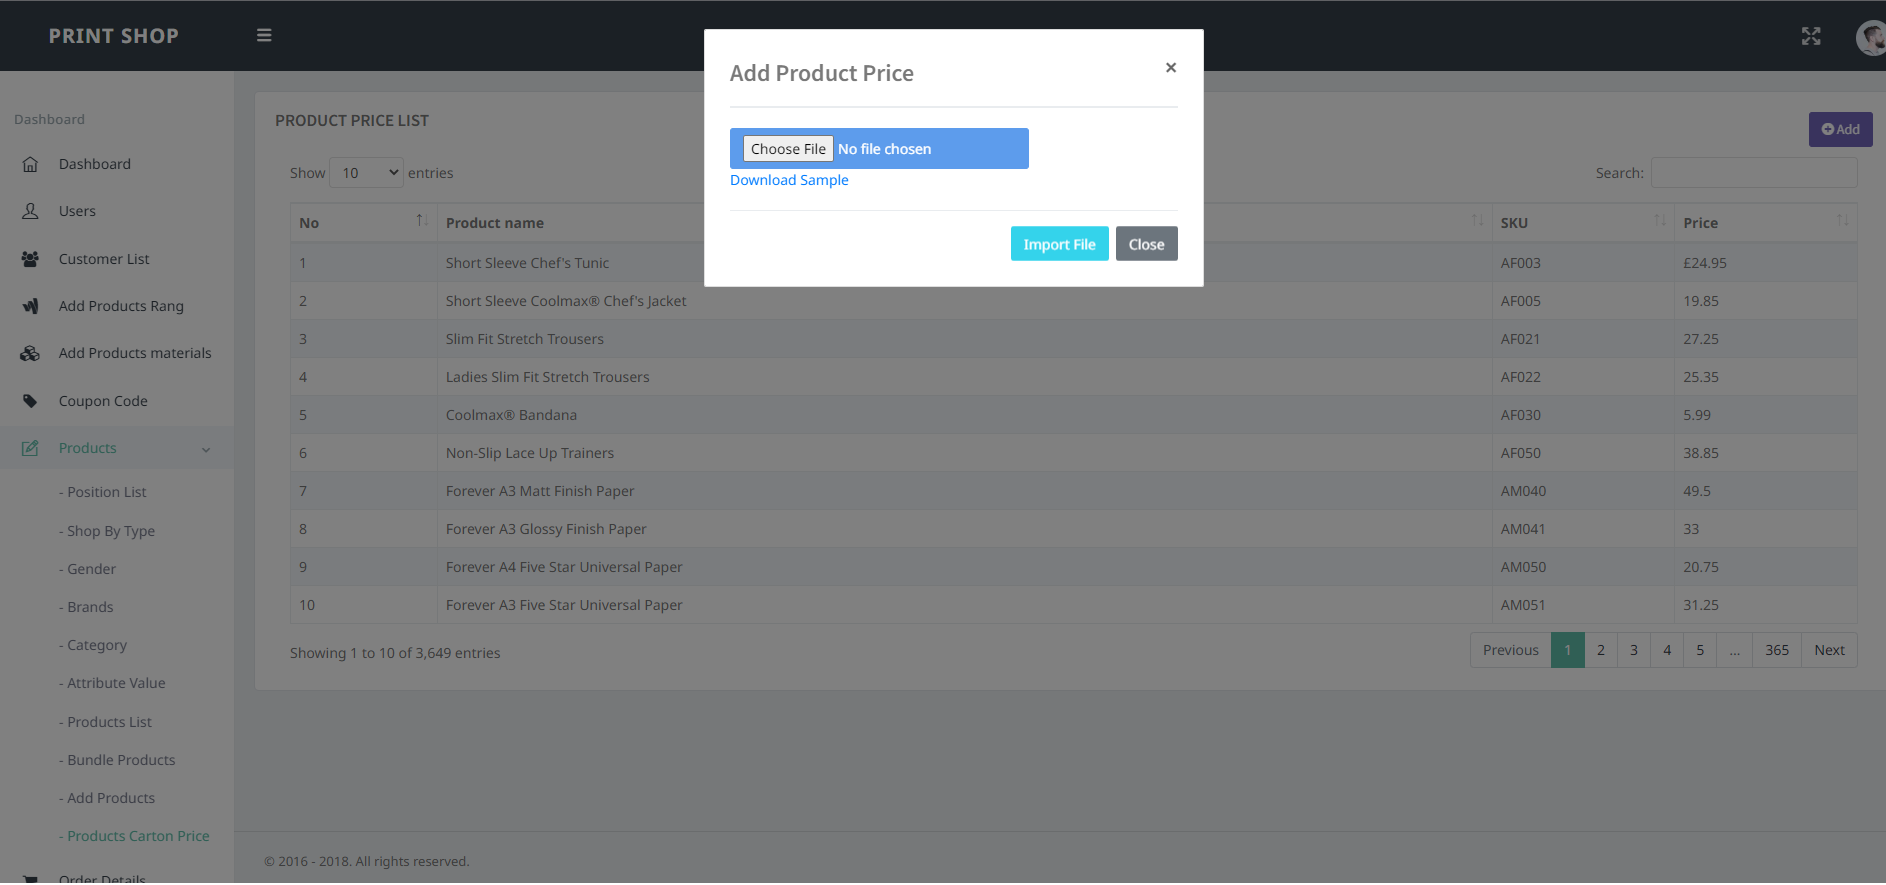 PRINT SHOP
Add Product Price
×
Choose File No file chosen
Download Sample
Import File Close
Dashboard
Dashboard
Users
Customer List
Add Products Rang
Add Products materials
Coupon Code
Products
- Position List
- Shop By Type
- Gender
- Brands
- Category
- Attribute Value
- Products List
- Bundle Products
- Add Products
- Products Carton Price
Order Details
PRODUCT PRICE LIST
Add
Show 10 entries
Search:
No Product name SKU Price
1 Short Sleeve Chef's Tunic AF003 £24.95
2 Short Sleeve Coolmax® Chef's Jacket AF005 19.85
3 Slim Fit Stretch Trousers AF021 27.25
4 Ladies Slim Fit Stretch Trousers AF022 25.35
5 Coolmax® Bandana AF030 5.99
6 Non-Slip Lace Up Trainers AF050 38.85
7 Forever A3 Matt Finish Paper AM040 49.5
8 Forever A3 Glossy Finish Paper AM041 33
9 Forever A4 Five Star Universal Paper AM050 20.75
10 Forever A3 Five Star Universal Paper AM051 31.25
Showing 1 to 10 of 3,649 entries
Previous 1 2 3 4 5 ... 365 Next
© 2016 - 2018. All rights reserved.